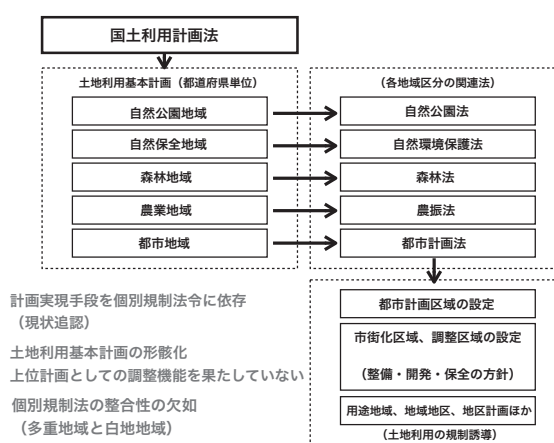 国土利用計画法
土地利用基本計画（都道府県単位）
自然公園地域
自然保全地域
森林地域
農業地域
都市地域
（各地域区分の関連法）
自然公園法
自然環境保護法
森林法
農振法
都市計画法
都市計画区域の設定
市街化区域、調整区域の設定
（整備・開発・保全の方針）
用途地域、地域地区、地区計画ほか
（土地利用の規制誘導）
計画実現手段を個別規制法令に依存
（現状追認）
土地利用基本計画の形骸化
上位計画としての調整機能を果たしていない
個別規制法の整合性の欠如
（多重地域と白地地域）